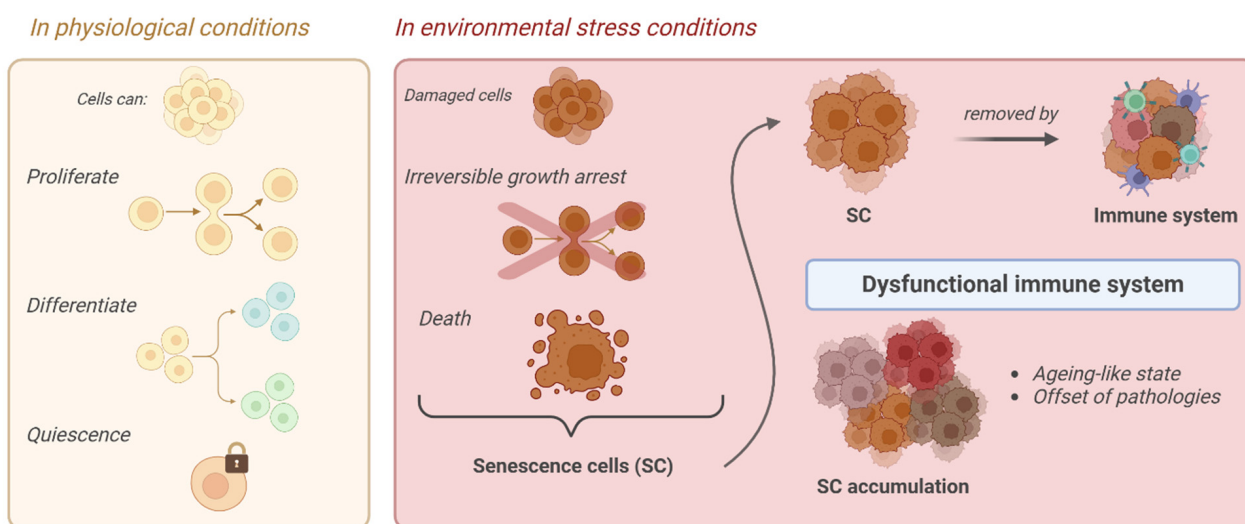 In physiological conditions
Cells can:
Proliferate
Differentiate
Quiescence
In environmental stress conditions
Damaged cells
Irreversible growth arrest
Death
Senescence cells (SC)
SC
removed by
Immune system
Dysfunctional immune system
• Ageing-like state
• Offset of pathologies
SC accumulation